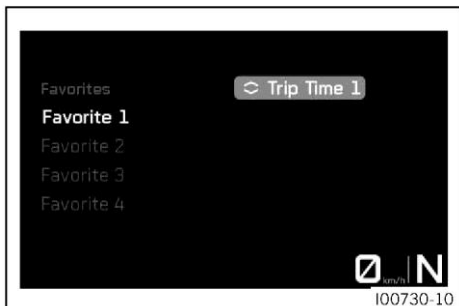 Favorites
Trip Time 1
Favorite 1
Favorite 2
Favorite 3
Favorite 4
0 km/h N
I00730-10